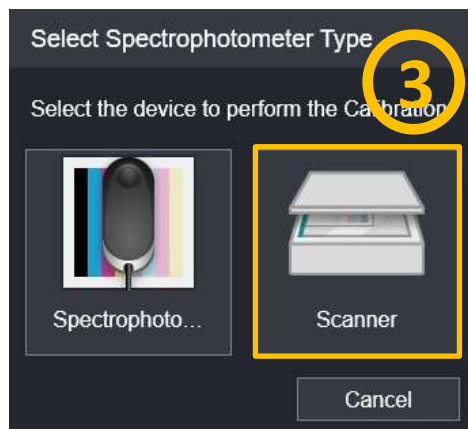 Select Spectrophotometer Type
3
Select the device to perform the Calibration
Spectrophoto...
Scanner
Cancel